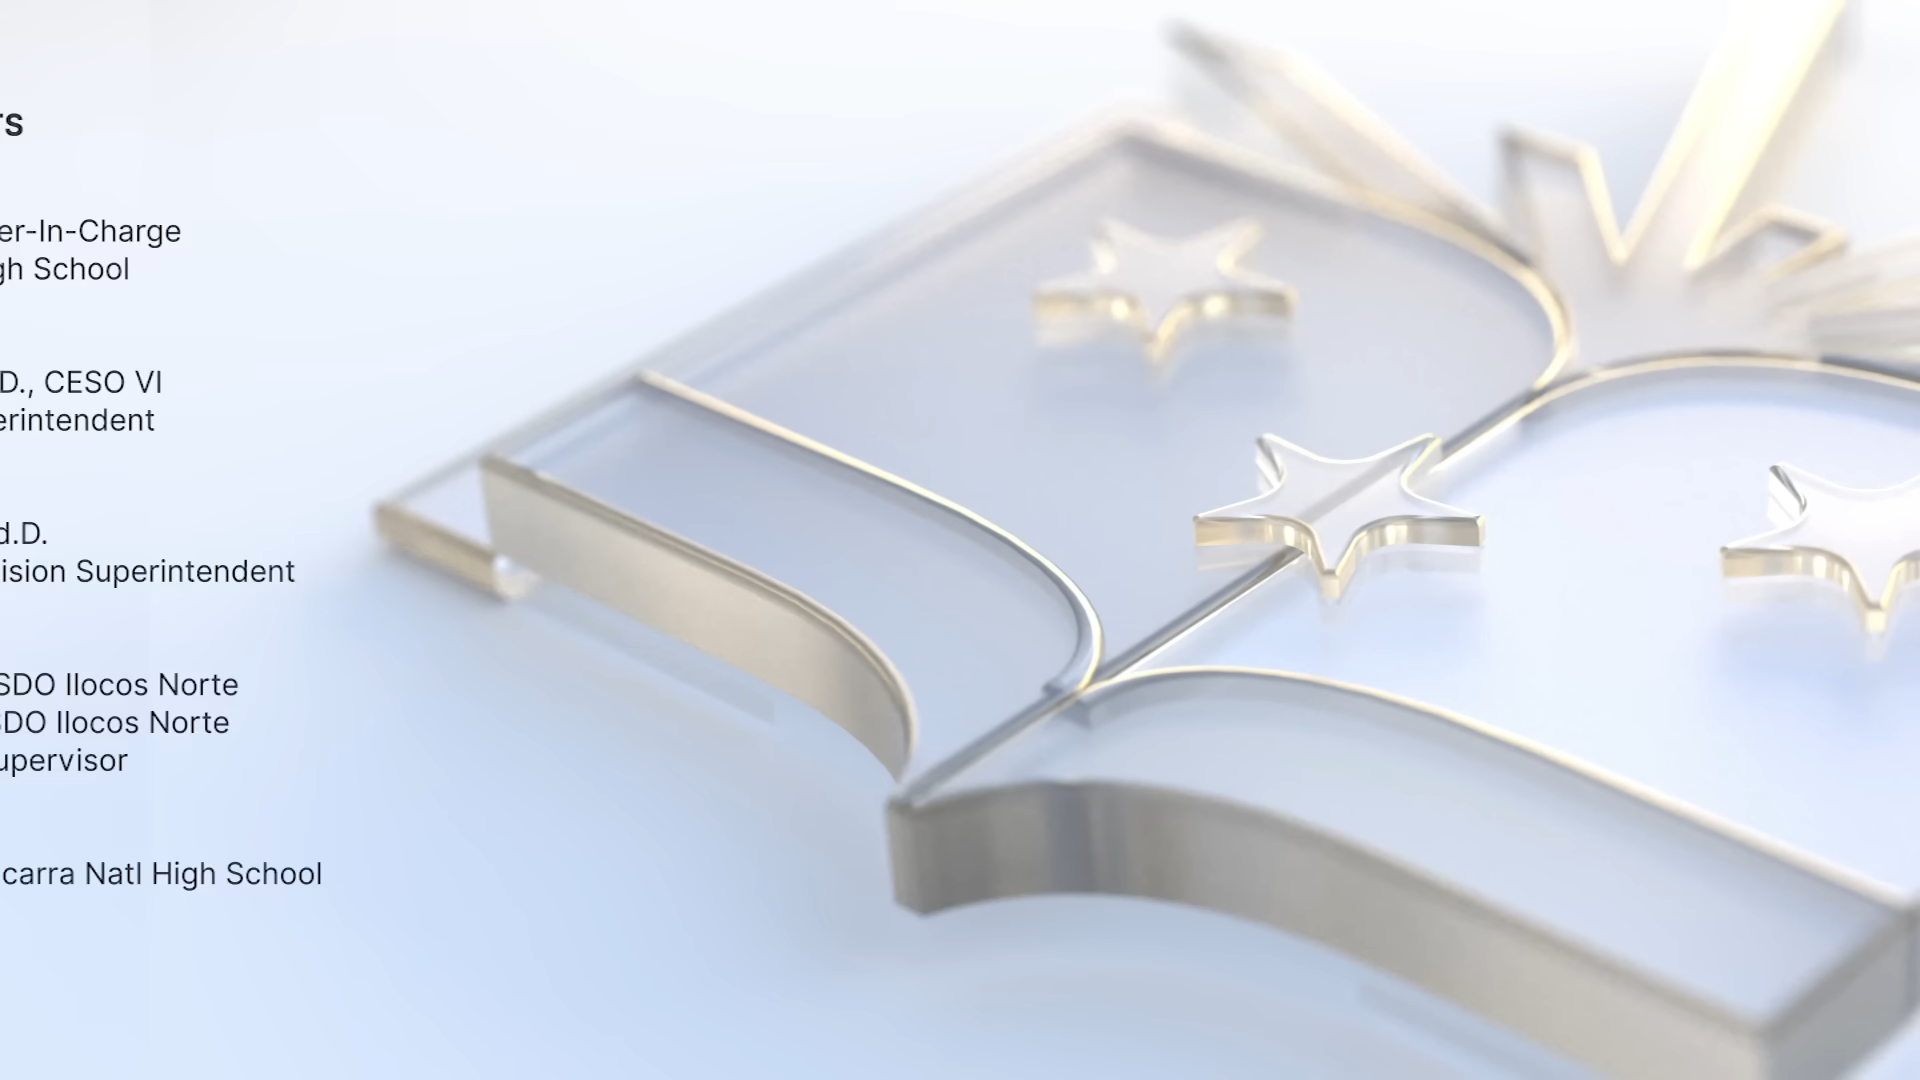 rs
er-In-Charge
gh School
D., CESO VI
erintendent
d.D.
ision Superintendent
SDO Ilocos Norte
SDO Ilocos Norte
upervisor
carra Natl High School